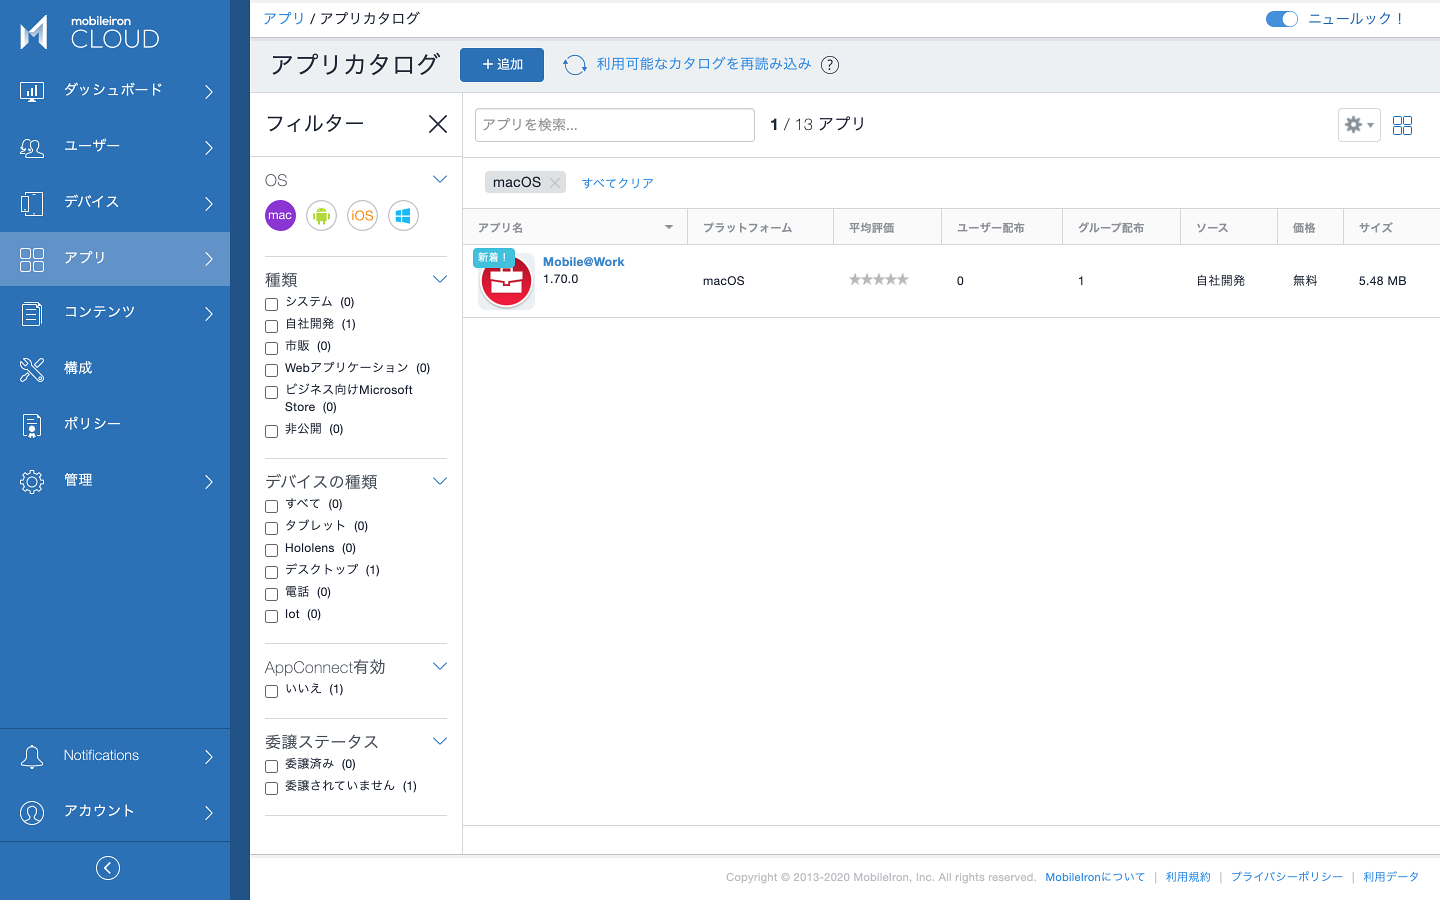 mobileiron
CLOUD
ダッシュボード
ユーザー
デバイス
アプリ
コンテンツ
構成
ポリシー
管理
Notifications
アカウント
アプリ / アプリカタログ
ニュールック！
アプリカタログ
+ 追加
利用可能なカタログを再読み込み ?
フィルター
OS
mac
iOS
種類
システム (0)
自社開発 (1)
市販 (0)
Webアプリケーション (0)
ビジネス向けMicrosoft
Store (0)
非公開 (0)
デバイスの種類
すべて (0)
タブレット (0)
Hololens (0)
デスクトップ (1)
電話 (0)
Iot (0)
AppConnect有効
いいえ (1)
委譲ステータス
委譲済み (0)
委譲されていません (1)
アプリを検索...
1 / 13 アプリ
macOS
すべてクリア
アプリ名 プラットフォーム 平均評価 ユーザー配布 グループ配布 ソース 価格 サイズ
新着！
Mobile@Work
1.70.0
macOS 0 1 自社開発 無料 5.48 MB
Copyright © 2013-2020 MobileIron, Inc. All rights reserved. MobileIronについて | 利用規約 | プライバシーポリシー | 利用データ